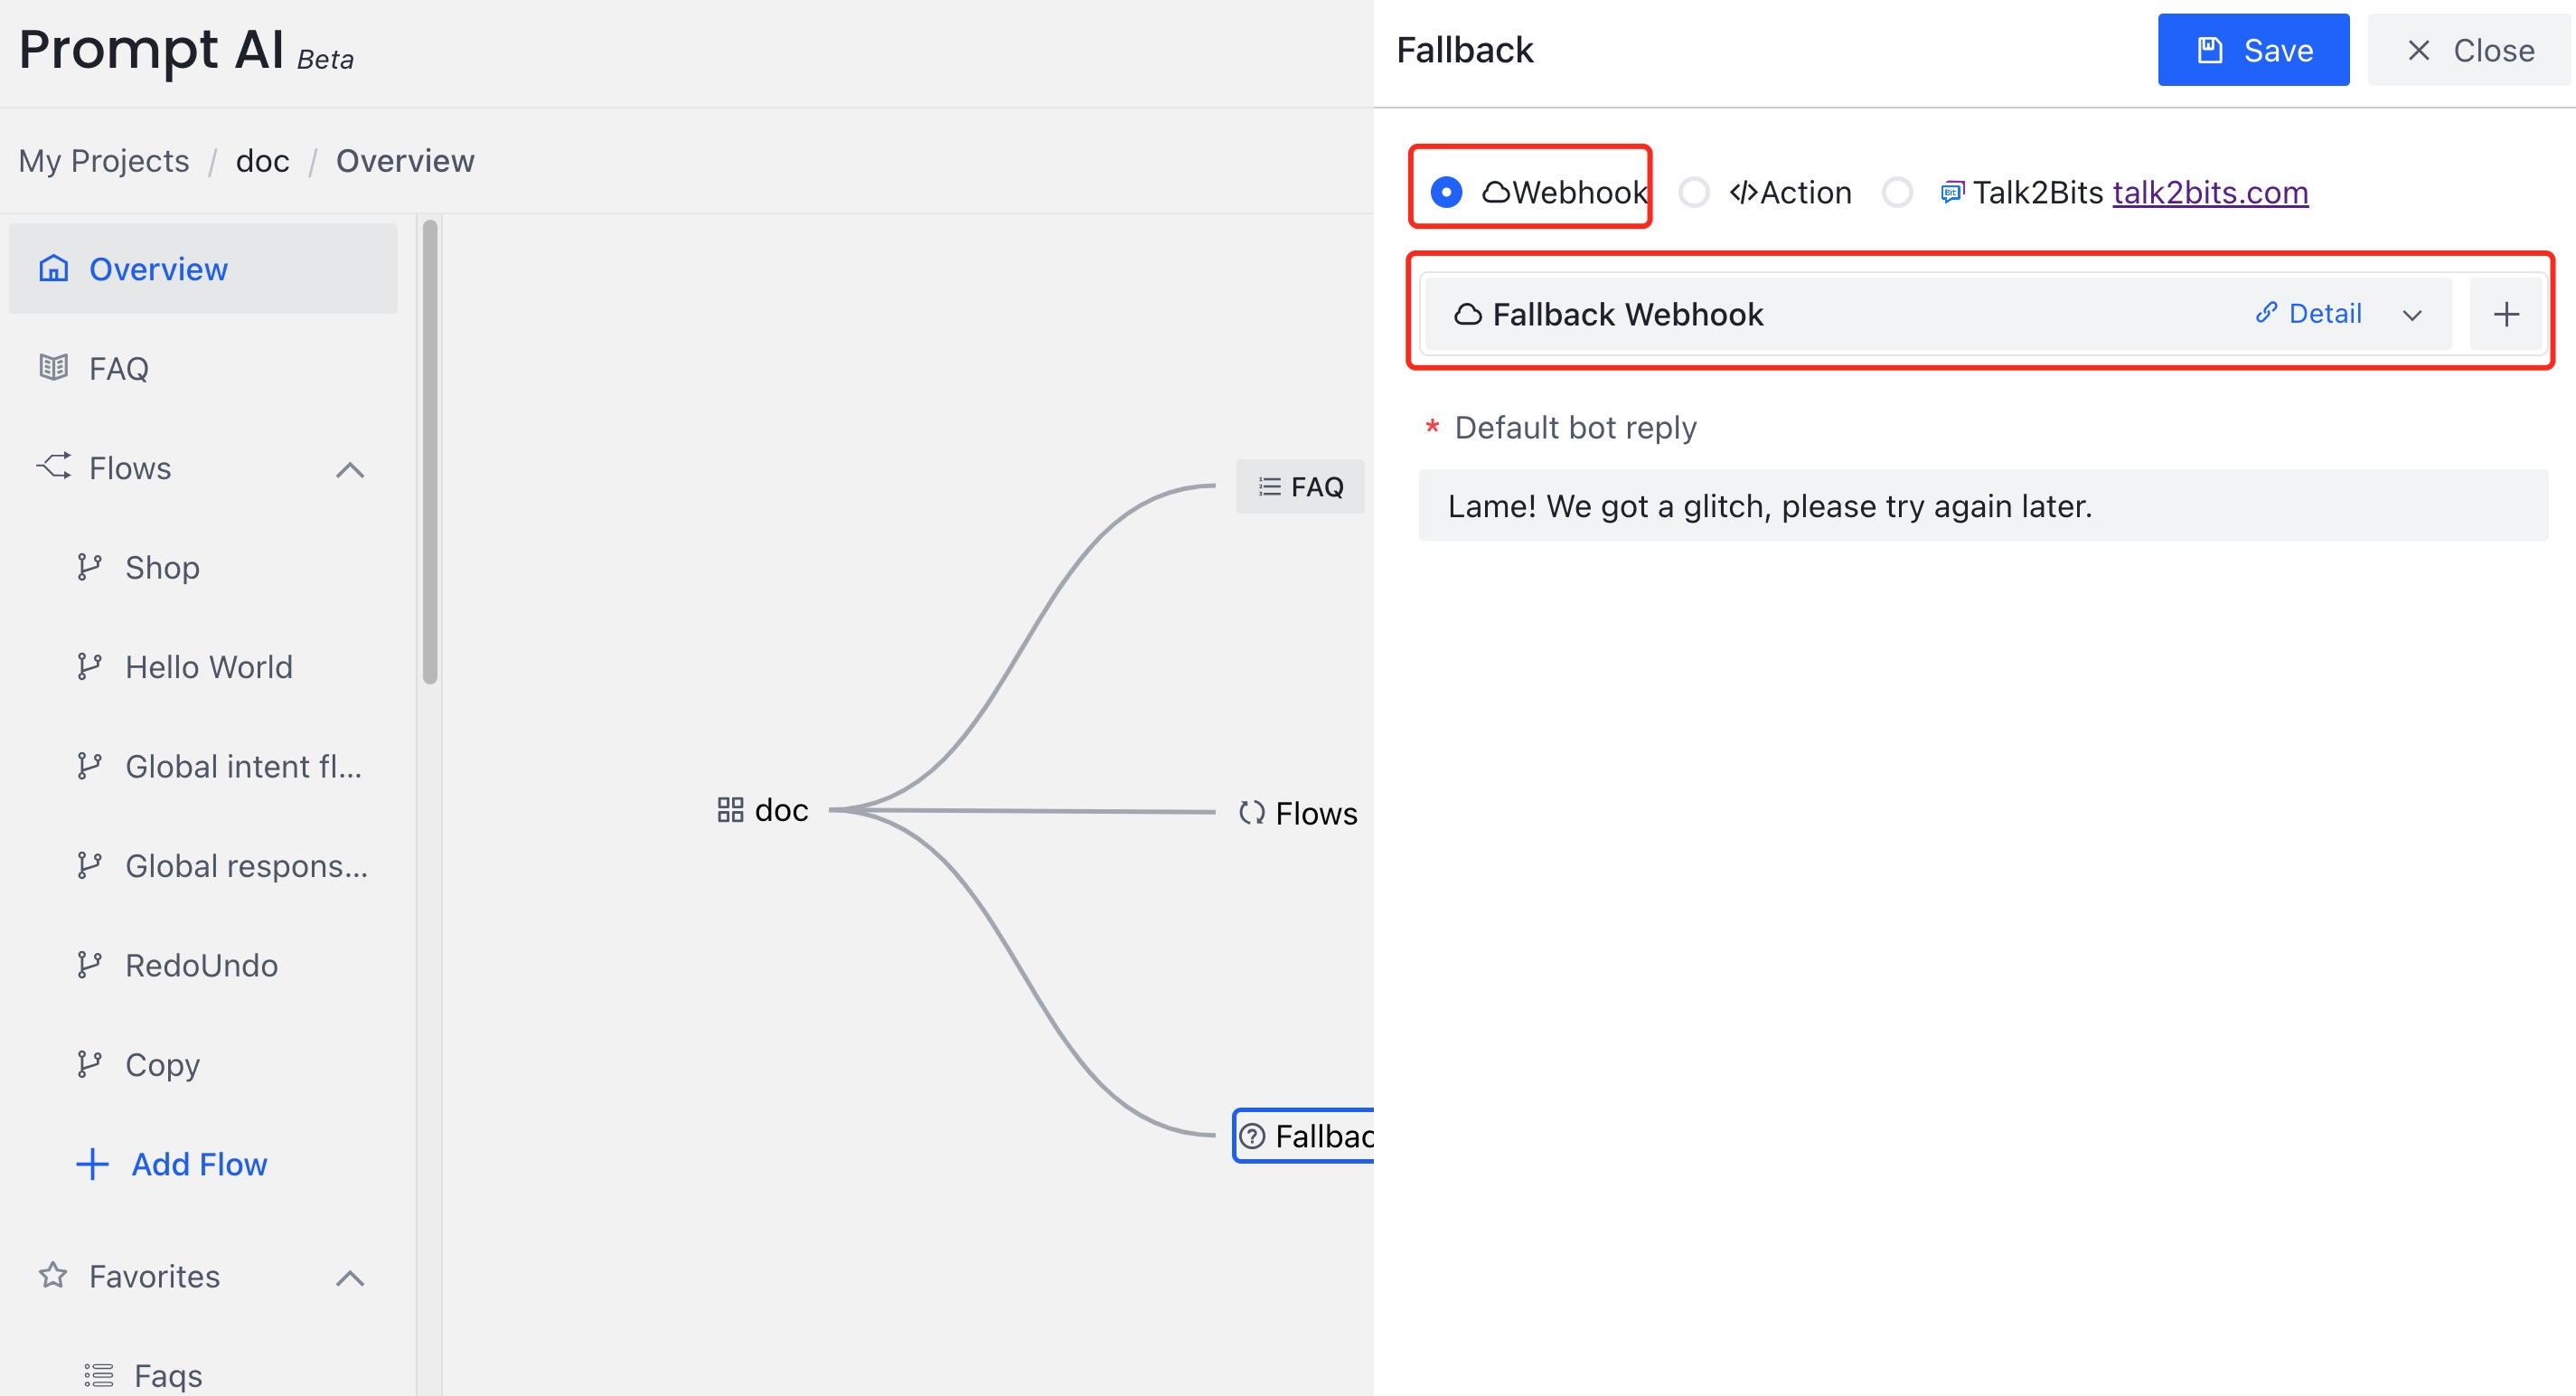 Prompt AI Beta
My Projects / doc / Overview
Overview
FAQ
Flows
Shop
Hello World
Global intent fl...
Global respons...
RedoUndo
Copy
Add Flow
Favorites
Faqs
doc
FAQ
Flows
Fallbac
Fallback
Save
Close
Webhook
Action
Talk2Bits talk2bits.com
Fallback Webhook
Detail
* Default bot reply
Lame! We got a glitch, please try again later.